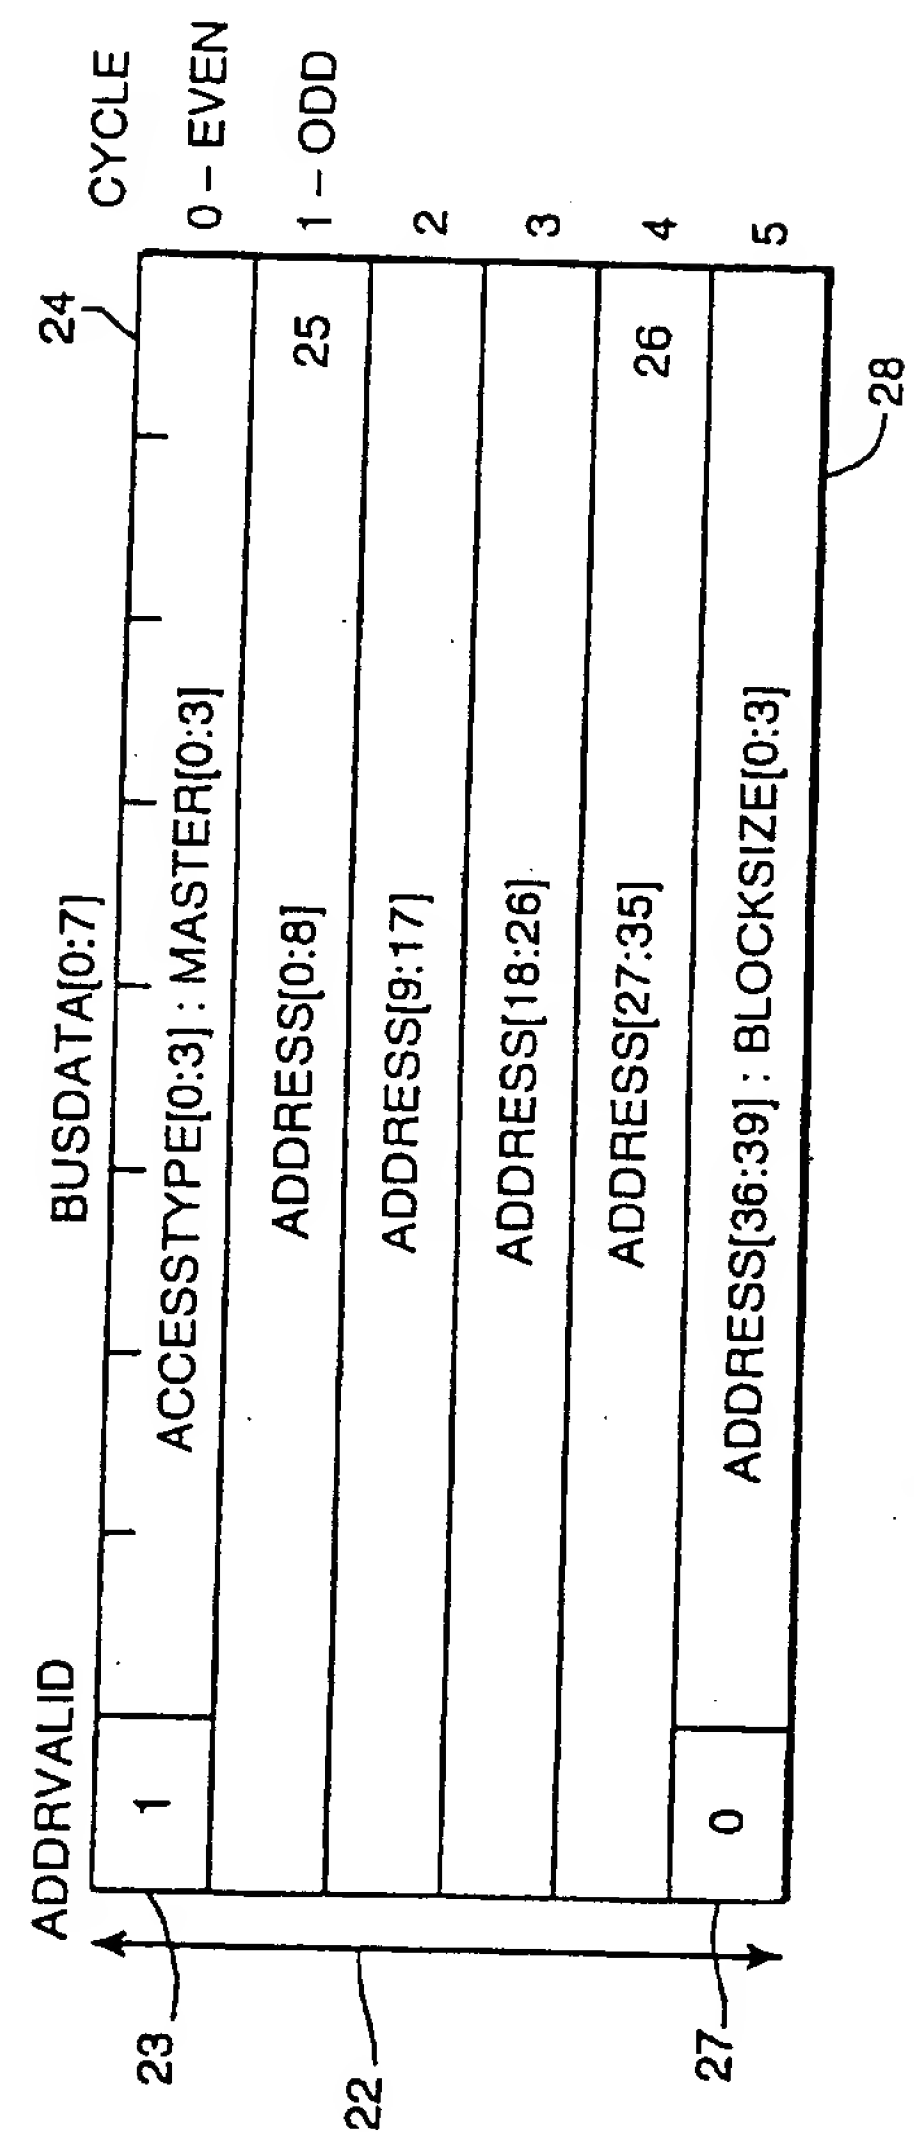 ADDRVALID BUSDATA[0:7] 24 CYCLE
23 1 ACCESSTYPE[0:3] : MASTER[0:3] 0 – EVEN
ADDRESS[0:8] 25 1 – ODD
22 ADDRESS[9:17] 2
ADDRESS[18:26] 3
ADDRESS[27:35] 26 4
27 0 ADDRESS[36:39] : BLOCKSIZE[0:3] 5
28